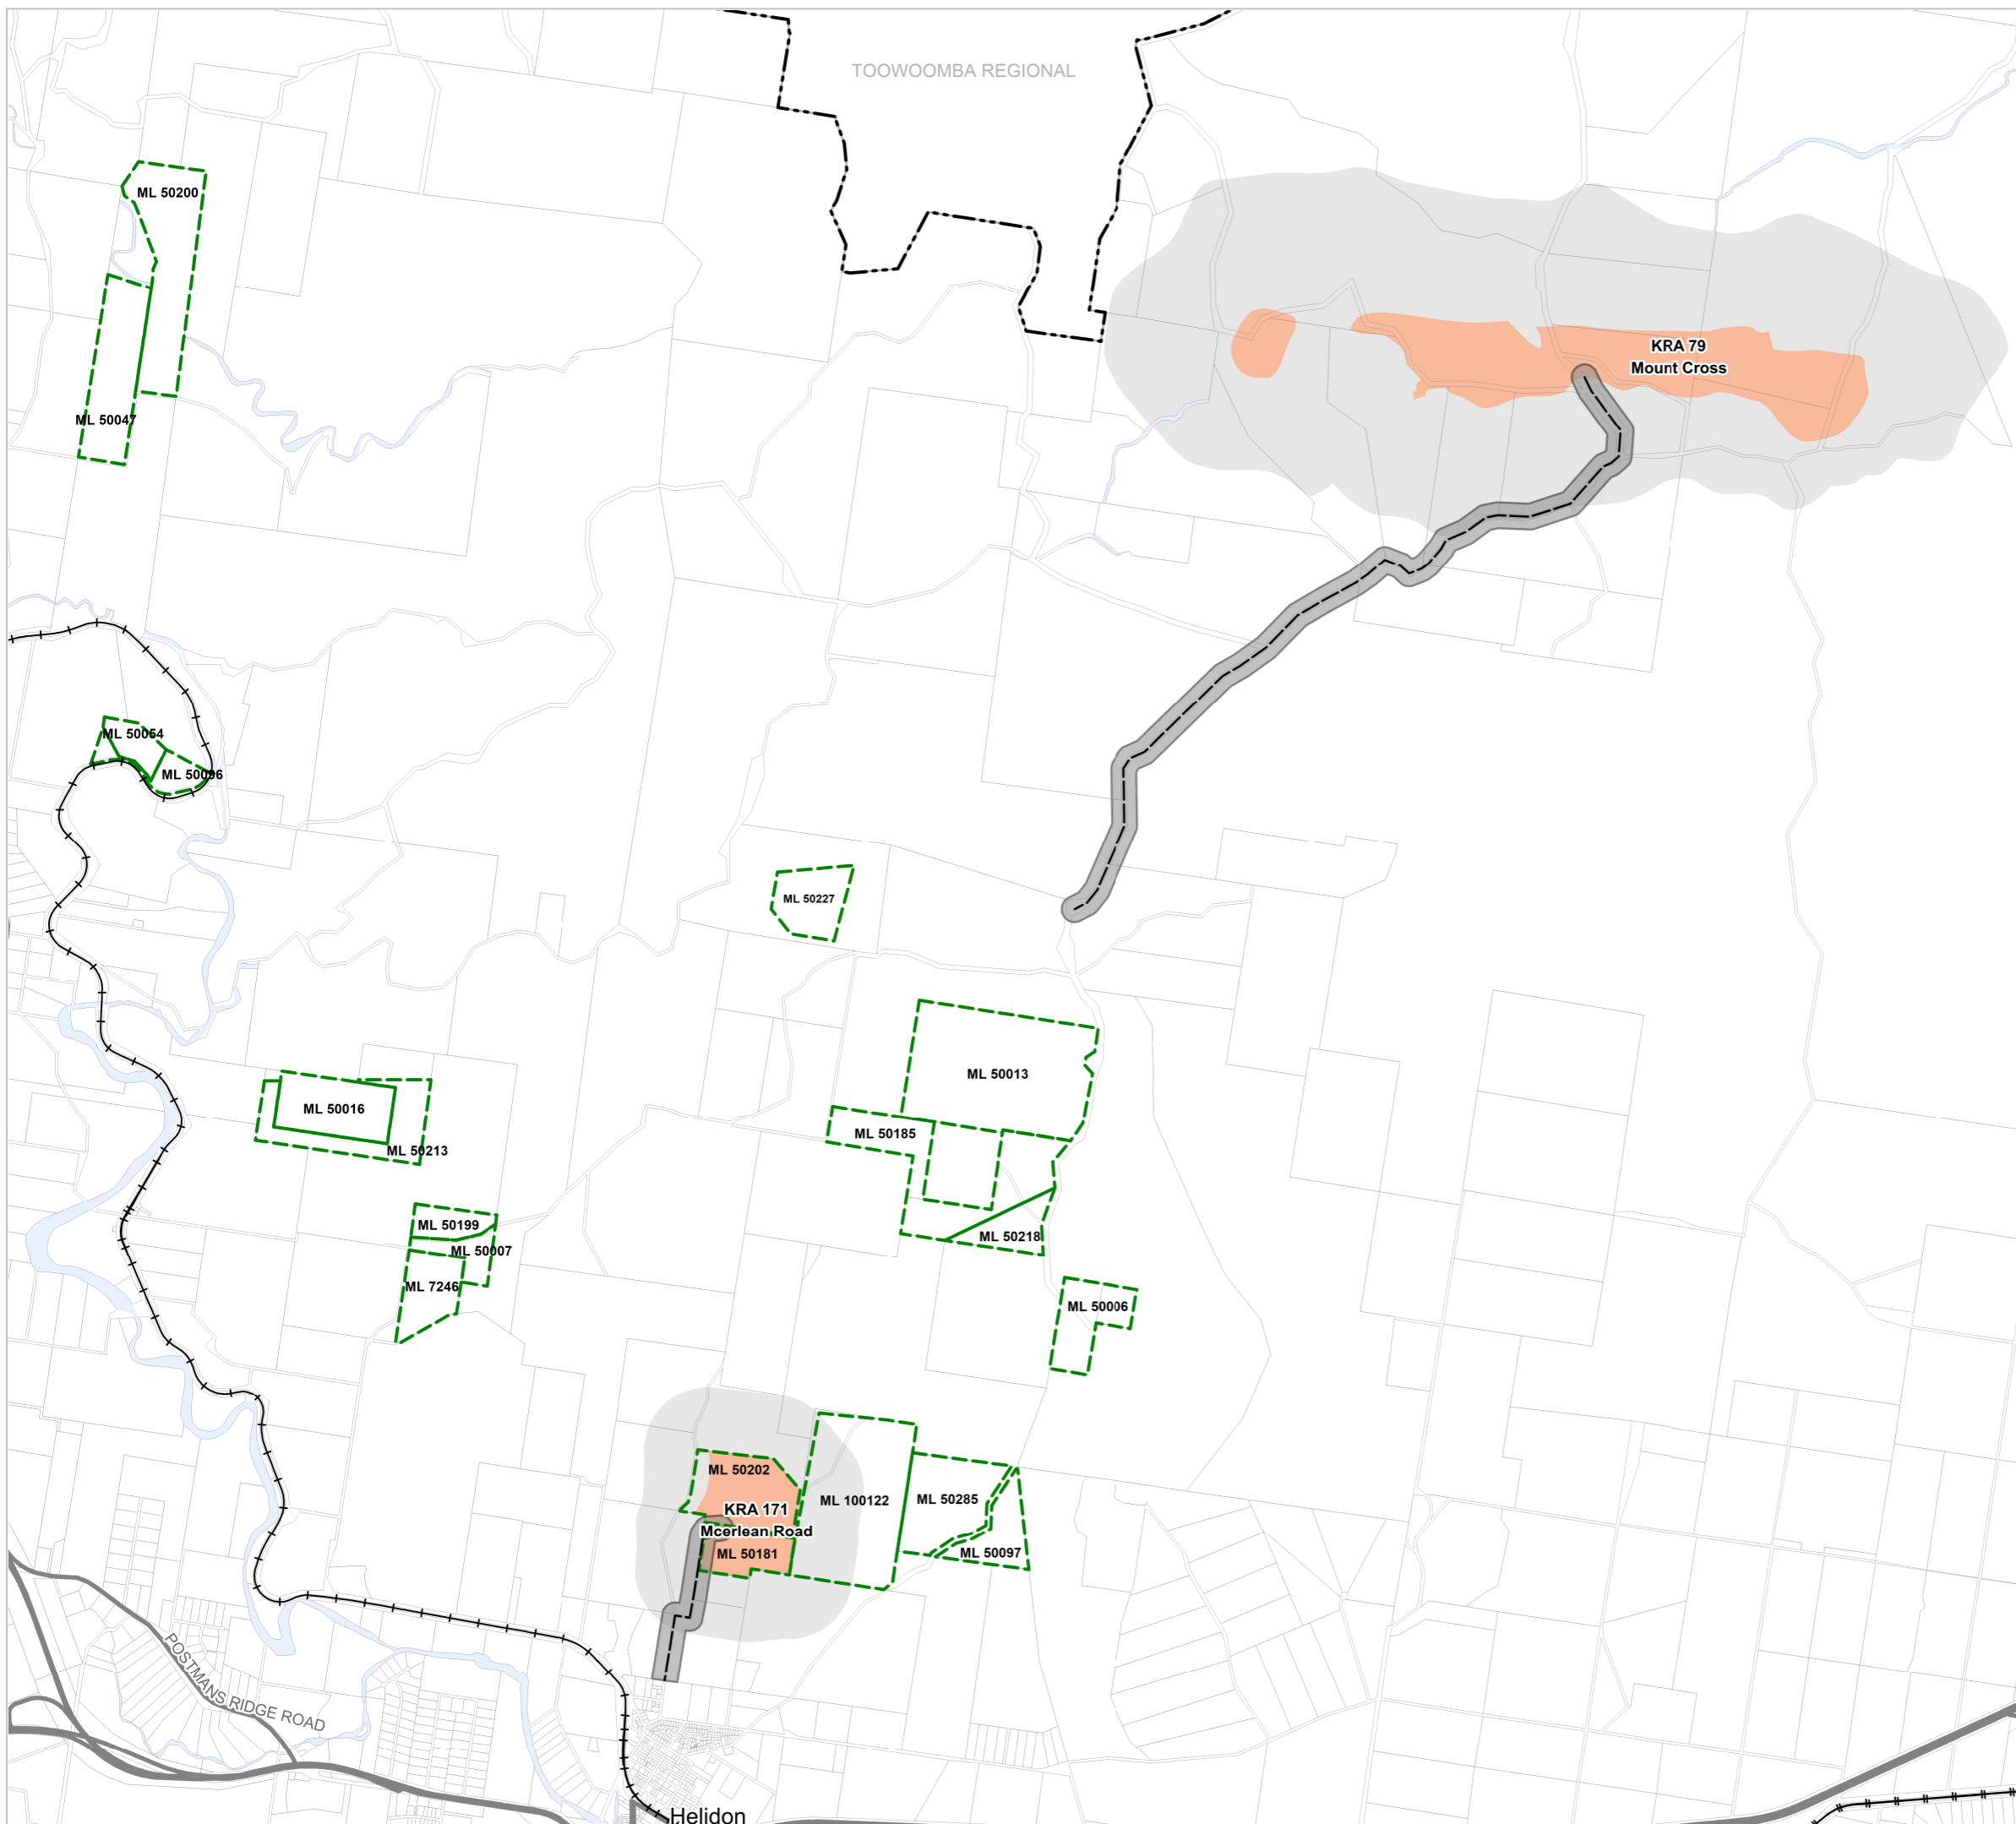 TOOWOOMBA REGIONAL
ML 50200
KRA 79
Mount Cross
ML 50047
ML 50054
ML 50096
ML 50227
ML 50013
ML 50016
ML 50185
ML 50213
ML 50199
ML 50218
ML 50007
ML 7246
ML 50006
ML 50202
ML 100122
ML 50285
KRA 171
Mcerlean Road
ML 50181
ML 50097
POSTMANS RIDGE ROAD
Helidon